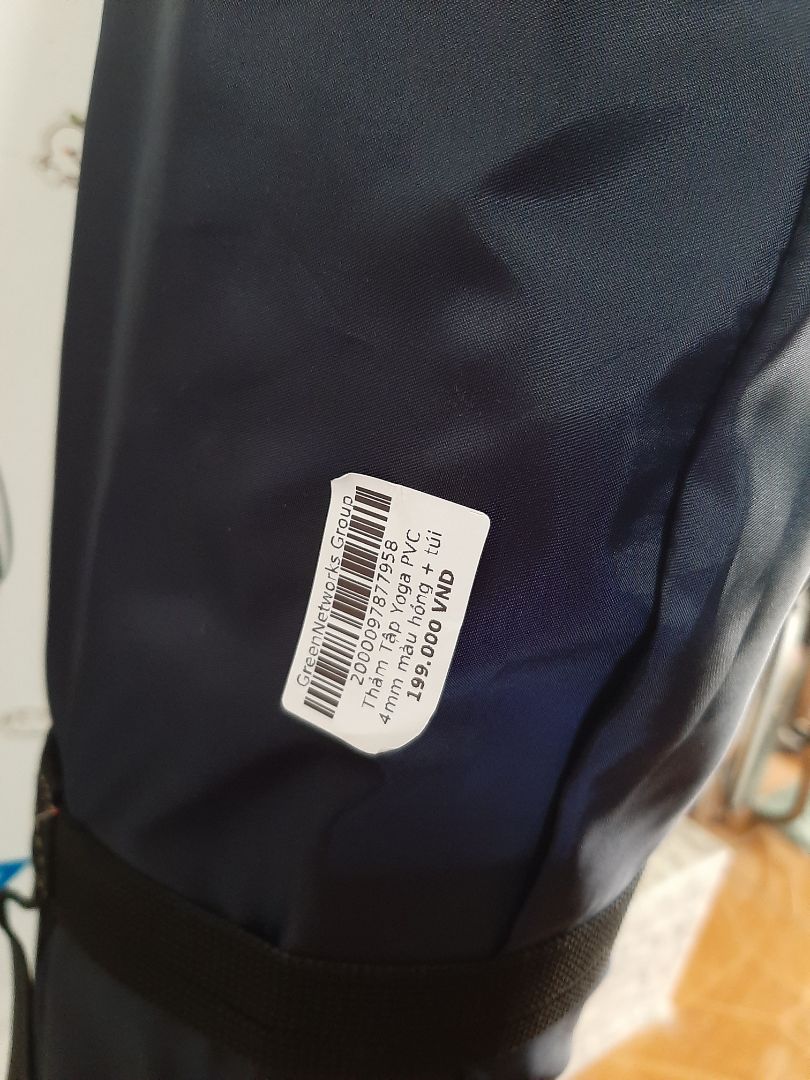 GreenNetworks Group
2000097877958
Thảm Tập Yoga PVC
4mm màu hồng + túi
199.000 VND